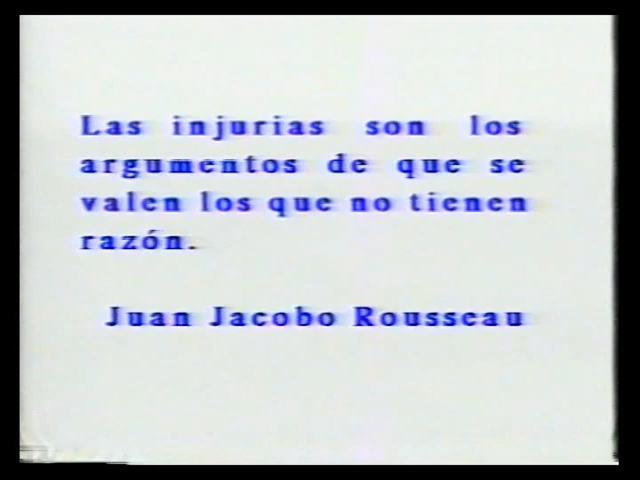 Las injurias son los
argumentos de que se
valen los que no tienen
razón.
Juan Jacobo Rousseau